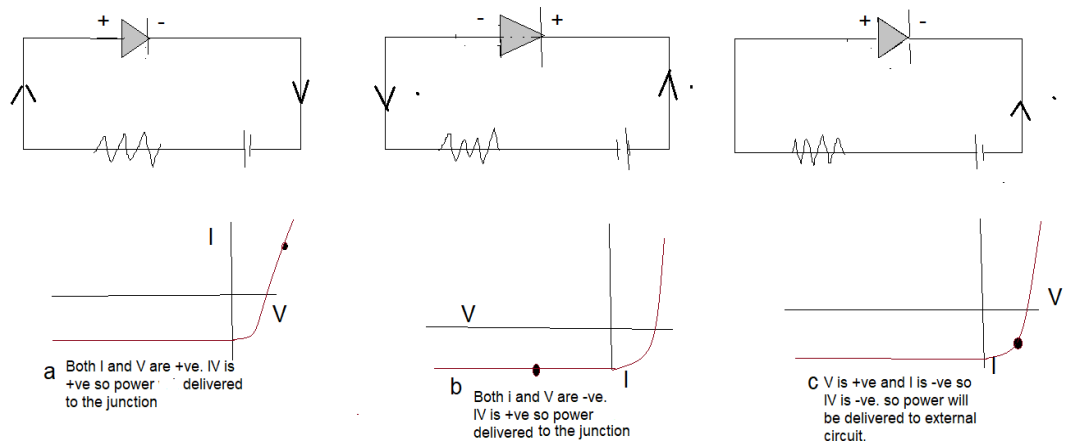 + -
- +
+ -
I
V
V
I
V
I
a Both I and V are +ve. IV is
+ve so power delivered
to the junction
b Both i and V are -ve.
IV is +ve so power
delivered to the junction
c V is +ve and I is -ve so
IV is -ve. so power will
be delivered to external
circuit.